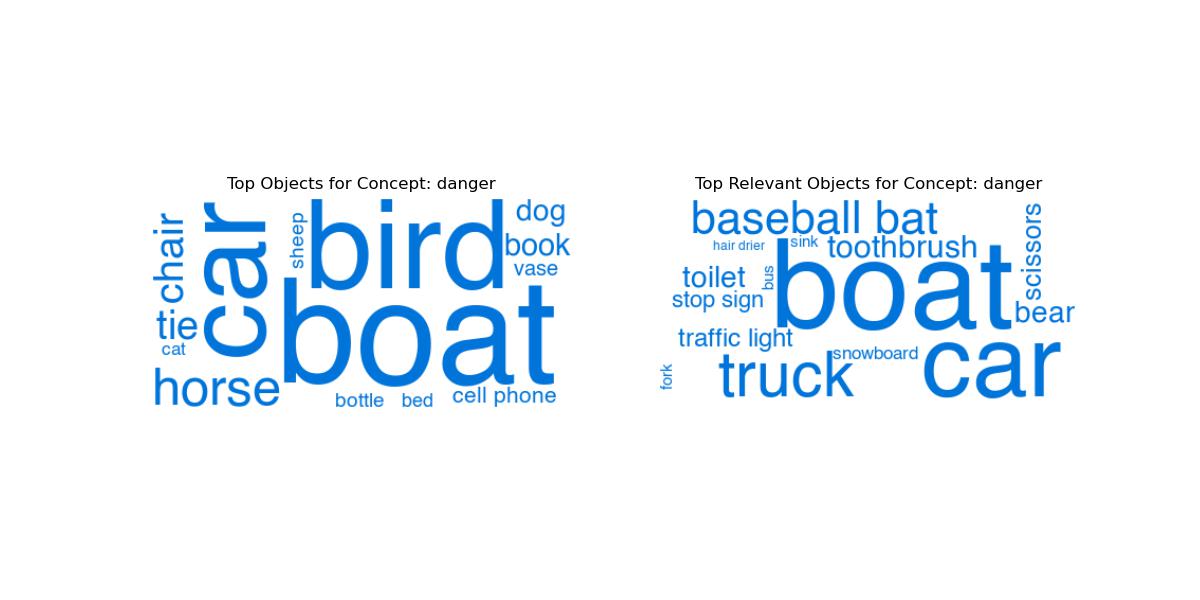 Top Objects for Concept: danger
chair
car
sheep
bird
dog
book
vase
boat
tie
cat
horse
bottle
bed
cell phone
Top Relevant Objects for Concept: danger
baseball bat
scissors
hair drier
sink
toothbrush
toilet
bus
boat
stop sign
bear
traffic light
snowboard
car
fork
truck